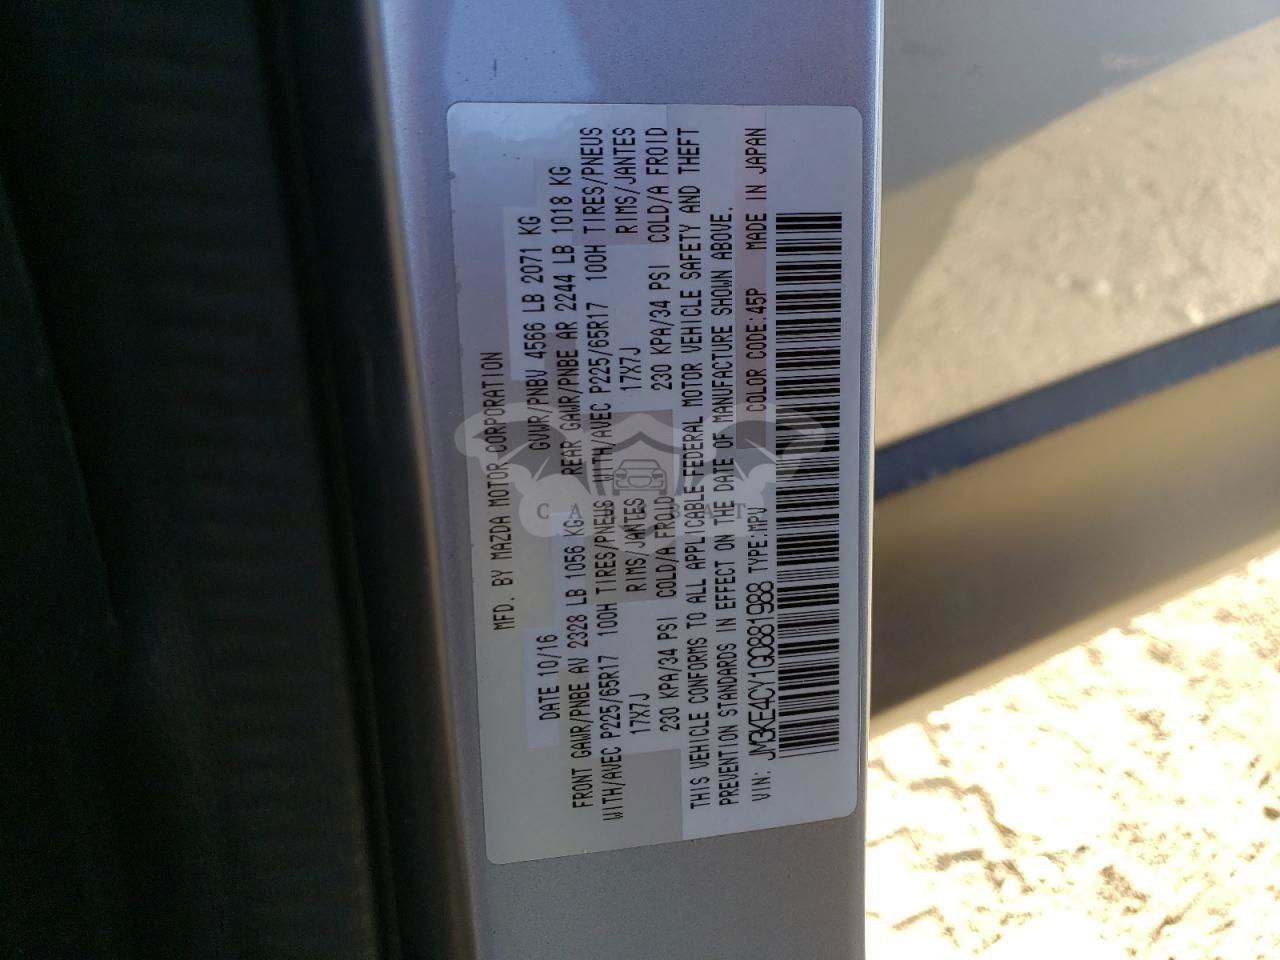 MFD. BY MAZDA MOTOR CORPORATION
DATE 10/16 GVWR/PNBV 4566 LB 2071 KG
FRONT GAWR/PNBE AV 2328 LB 1056 KG REAR GAWR/PNBE AR 2244 LB 1018 KG
WITH/AVEC P225/65R17 100H TIRES/PNEUS WITH/AVEC P225/65R17 100H TIRES/PNEUS
17X7J RIMS/JANTES 17X7J RIMS/JANTES
230 KPA/34 PSI COLD/A FROID 230 KPA/34 PSI COLD/A FROID
THIS VEHICLE CONFORMS TO ALL APPLICABLE FEDERAL MOTOR VEHICLE SAFETY AND THEFT
PREVENTION STANDARDS IN EFFECT ON THE DATE OF MANUFACTURE SHOWN ABOVE.
VIN: JM3KE4CY1G0881988 TYPE:MPV COLOR CODE:45P MADE IN JAPAN